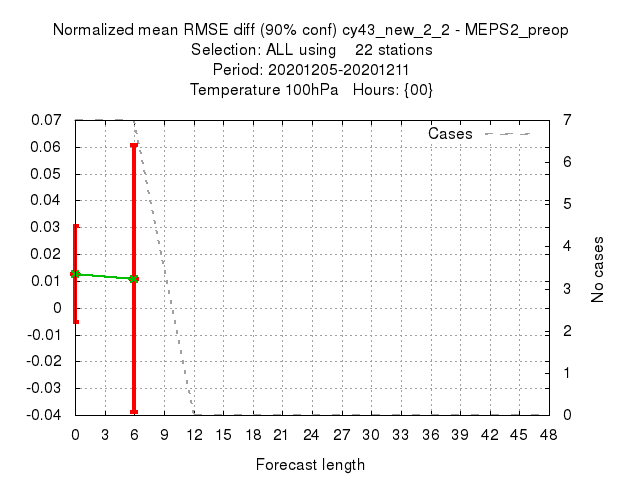 Normalized mean RMSE diff (90% conf) cy43_new_2_2 - MEPS2_preop
Selection: ALL using 22 stations
Period: 20201205-20201211
Temperature 100hPa Hours: {00}
Cases
0.07
0.06
0.05
0.04
0.03
0.02
0.01
0
-0.01
-0.02
-0.03
-0.04
7
6
5
4
3
2
1
0
No cases
0 3 6 9 12 15 18 21 24 27 30 33 36 39 42 45 48
Forecast length